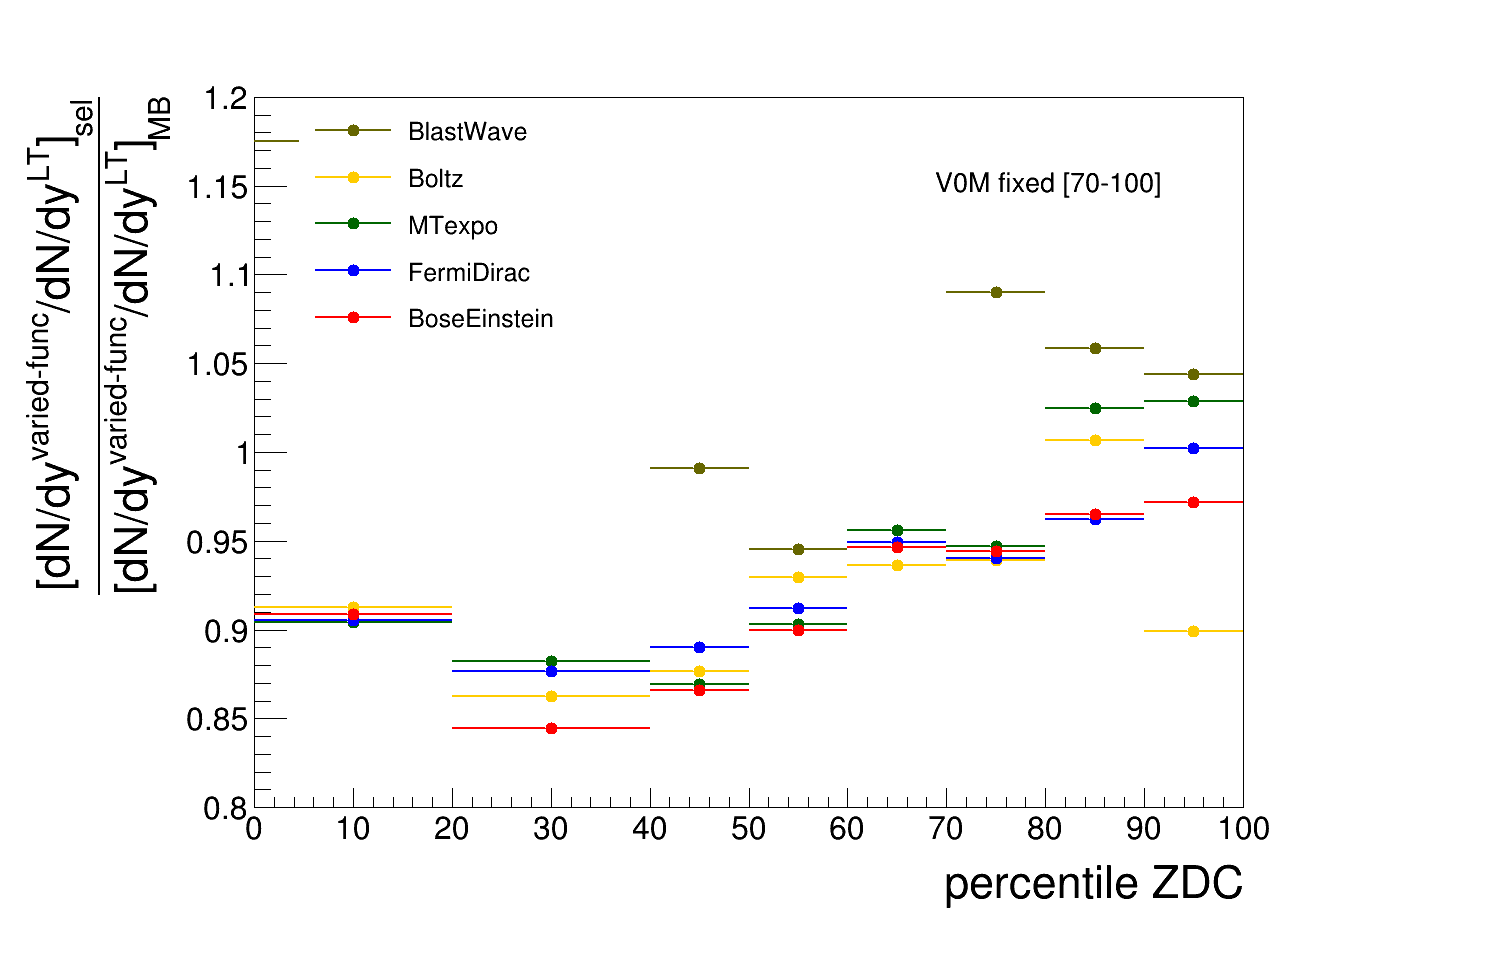 [dN/dy^varied-func/dN/dy^LT]_sel
[dN/dy^varied-func/dN/dy^LT]_MB
1.2
1.15
1.1
1.05
1
0.95
0.9
0.85
0.8
BlastWave
Boltz
MTexpo
FermiDirac
BoseEinstein
V0M fixed [70-100]
0 10 20 30 40 50 60 70 80 90 100
percentile ZDC